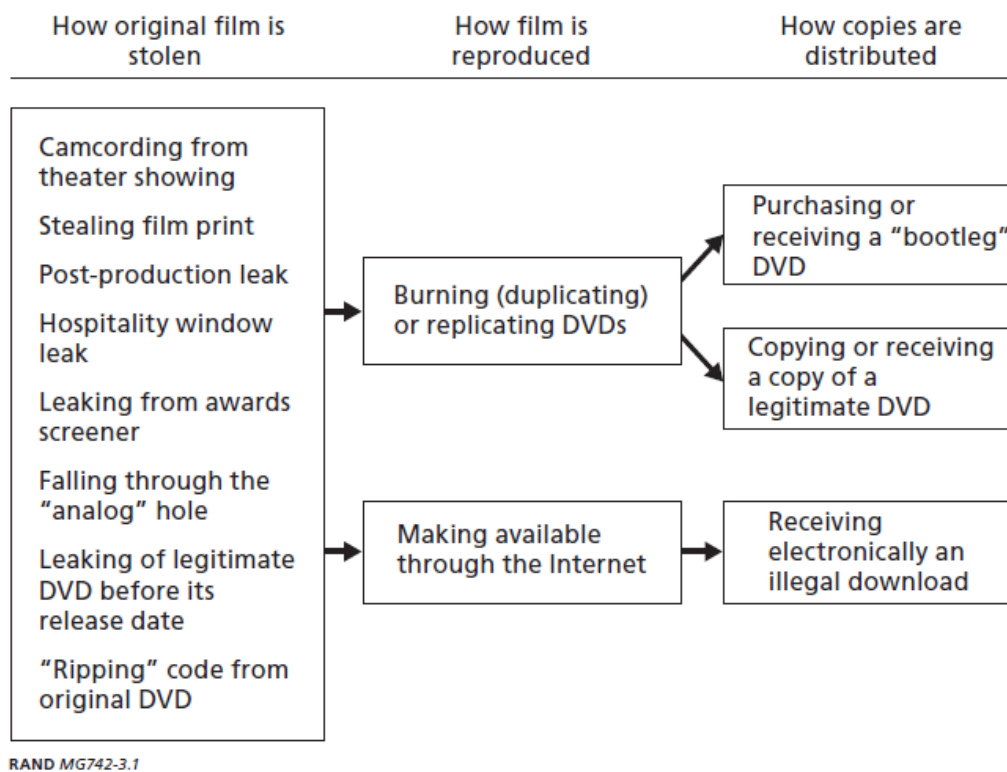 How original film is
stolen
How film is
reproduced
How copies are
distributed
Camcording from
theater showing
Stealing film print
Post-production leak
Hospitality window
leak
Leaking from awards
screener
Falling through the
“analog” hole
Leaking of legitimate
DVD before its
release date
“Ripping” code from
original DVD
Burning (duplicating)
or replicating DVDs
Making available
through the Internet
Purchasing or
receiving a “bootleg“
DVD
Copying or receiving
a copy of a
legitimate DVD
Receiving
electronically an
illegal download
RAND MG742-3.1